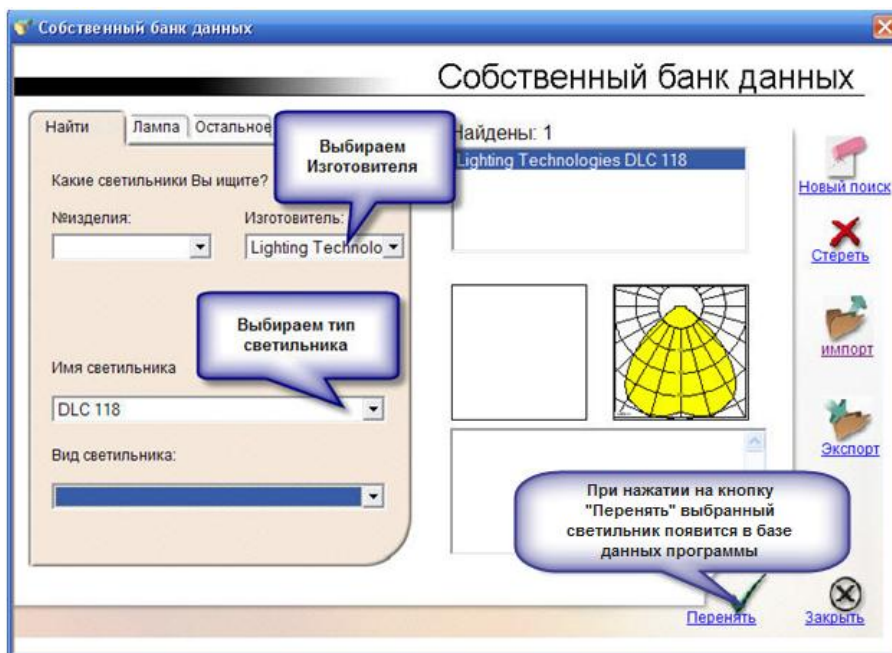 Собственный банк данных
Собственный банк данных
Найти
Лампа
Остальное
Выбираем
Изготовителя
Найдены: 1
Lighting Technologies DLC 118
Какие светильники Вы ищите?
№изделия:
Изготовитель:
Lighting Technolo
Новый поиск
Стереть
Выбираем тип
светильника
Имя светильника
DLC 118
импорт
Вид светильника:
Экспорт
При нажатии на кнопку
"Перенять" выбранный
светильник появится в базе
данных программы
Перенять
Закрыть